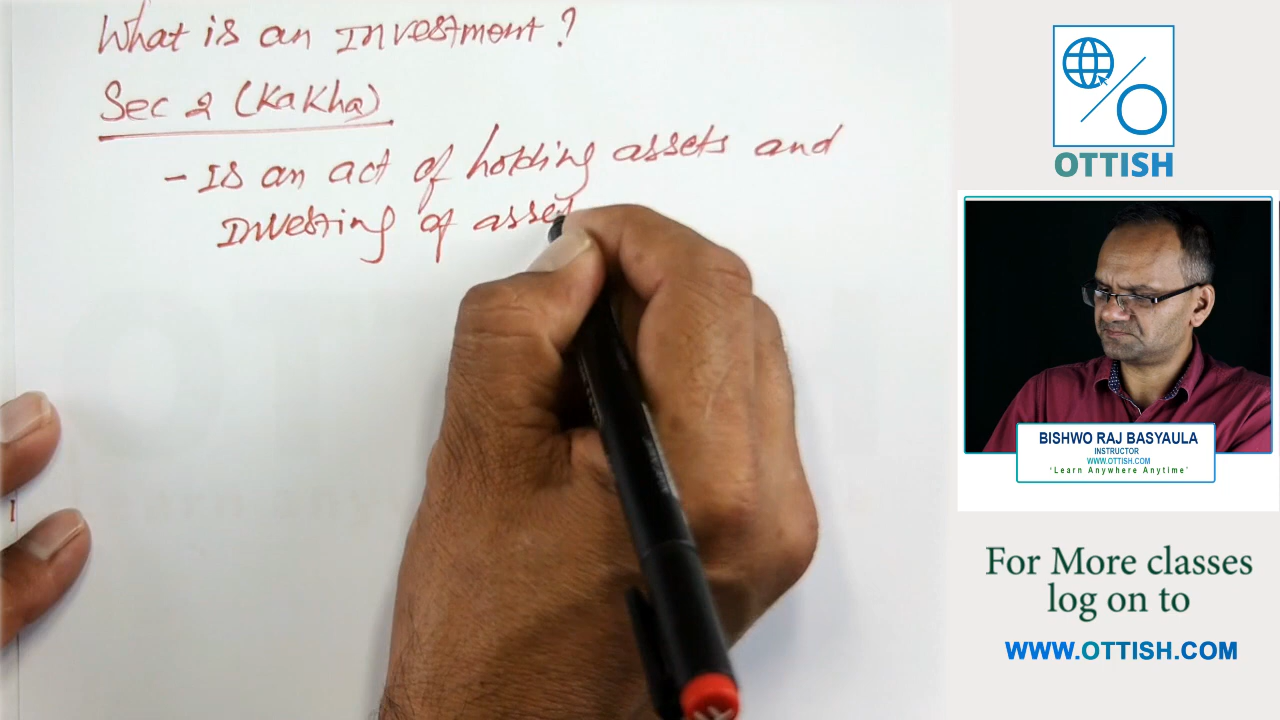 What is an Investment?
Sec 2 (KaKha)
- Is an act of holding assets and
Investing of asset
OTTISH
BISHWO RAJ BASYAULA
INSTRUCTOR
WWW.OTTISH.COM
'Learn Anywhere Anytime'
For More classes
log on to
WWW.OTTISH.COM